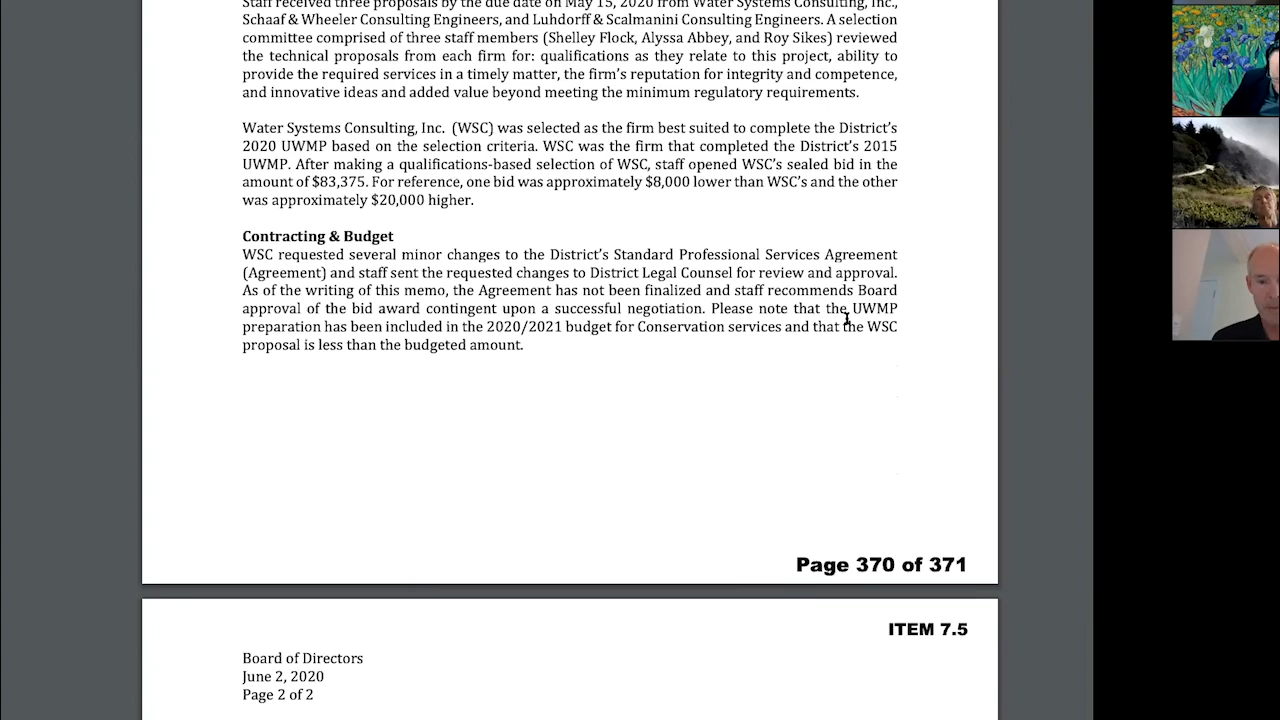 Staff received three proposals by the due date on May 15, 2020 from Water Systems Consulting, Inc.,
Schaaf & Wheeler Consulting Engineers, and Luhdorff & Scalmanini Consulting Engineers. A selection
committee comprised of three staff members (Shelley Flock, Alyssa Abbey, and Roy Sikes) reviewed
the technical proposals from each firm for: qualifications as they relate to this project, ability to
provide the required services in a timely matter, the firm's reputation for integrity and competence,
and innovative ideas and added value beyond meeting the minimum regulatory requirements.
Water Systems Consulting, Inc. (WSC) was selected as the firm best suited to complete the District's
2020 UWMP based on the selection criteria. WSC was the firm that completed the District's 2015
UWMP. After making a qualifications-based selection of WSC, staff opened WSC's sealed bid in the
amount of $83,375. For reference, one bid was approximately $8,000 lower than WSC's and the other
was approximately $20,000 higher.
Contracting & Budget
WSC requested several minor changes to the District's Standard Professional Services Agreement
(Agreement) and staff sent the requested changes to District Legal Counsel for review and approval.
As of the writing of this memo, the Agreement has not been finalized and staff recommends Board
approval of the bid award contingent upon a successful negotiation. Please note that the UWMP
preparation has been included in the 2020/2021 budget for Conservation services and that the WSC
proposal is less than the budgeted amount.
Page 370 of 371
ITEM 7.5
Board of Directors
June 2, 2020
Page 2 of 2